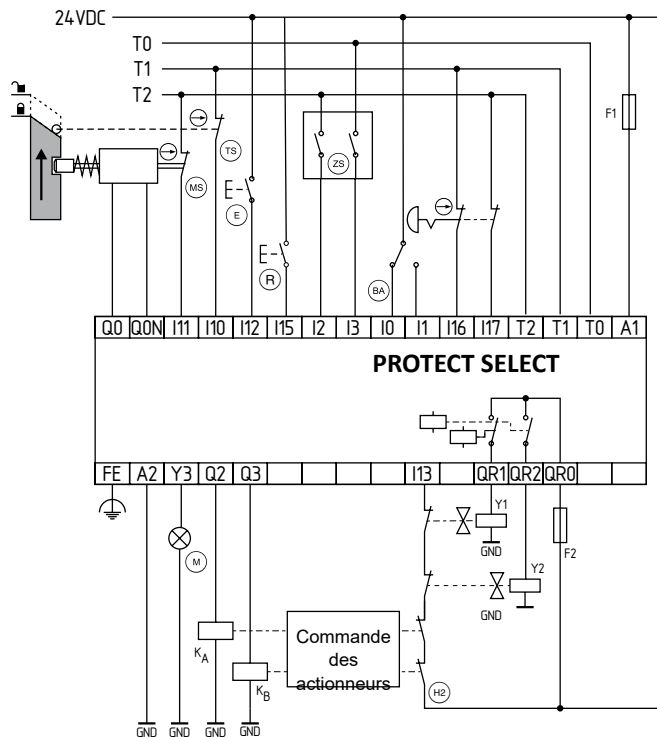 24VDC
T0
T1
T2
F1
TS
MS
ZS
E
R
BA
Q0 Q0N I11 I10 I12 I15 I2 I3 I0 I1 I16 I17 T2 T1 T0 A1
PROTECT SELECT
FE A2 Y3 Q2 Q3 I13 QR1 QR2 QR0
Y1
GND
F2
M
Y2
GND
Commande
des
actionneurs
KA
KB
H2
GND GND GND GND